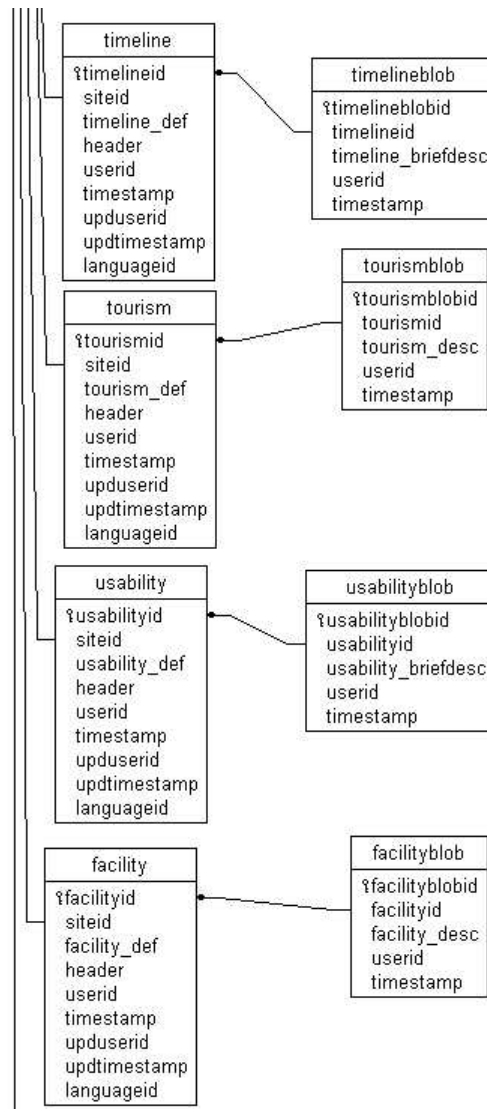 timeline
timelineid
siteid
timeline_def
header
userid
timestamp
upduserid
updtimestamp
languageid
timelineblob
timelineblobid
timelineid
timeline_briefdesc
userid
timestamp
tourism
tourismid
siteid
tourism_def
header
userid
timestamp
upduserid
updtimestamp
languageid
tourismblob
tourismblobid
tourismid
tourism_desc
userid
timestamp
usability
usabilityid
siteid
usability_def
header
userid
timestamp
upduserid
updtimestamp
languageid
usabilityblob
usabilityblobid
usabilityid
usability_briefdesc
userid
timestamp
facility
facilityid
siteid
facility_def
header
userid
timestamp
upduserid
updtimestamp
languageid
facilityblob
facilityblobid
facilityid
facility_desc
userid
timestamp